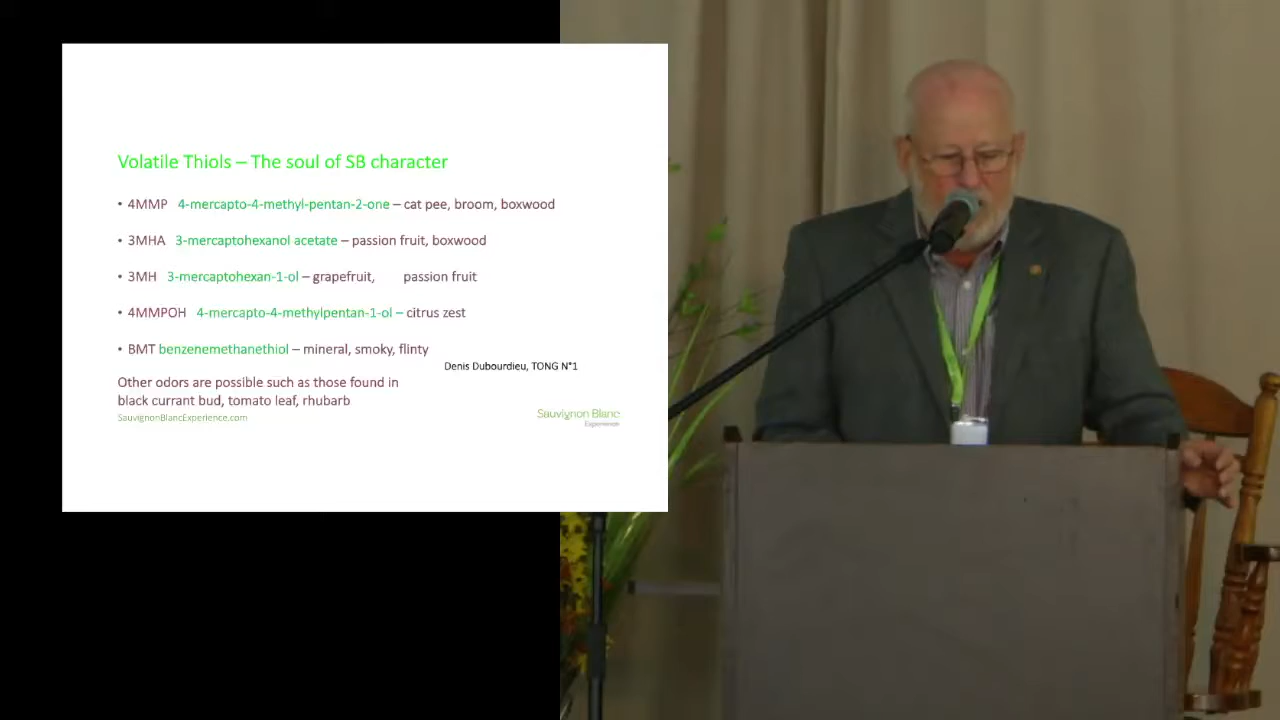 Volatile Thiols – The soul of SB character
• 4MMP 4-mercapto-4-methyl-pentan-2-one – cat pee, broom, boxwood
• 3MHA 3-mercaptohexanol acetate – passion fruit, boxwood
• 3MH 3-mercaptohexan-1-ol – grapefruit, passion fruit
• 4MMPOH 4-mercapto-4-methylpentan-1-ol – citrus zest
• BMT benzenemethanethiol – mineral, smoky, flinty
Denis Dubourdieu, TONG N°1
Other odors are possible such as those found in
black currant bud, tomato leaf, rhubarb
SauvignonBlancExperience.com
Sauvignon Blanc
Experience